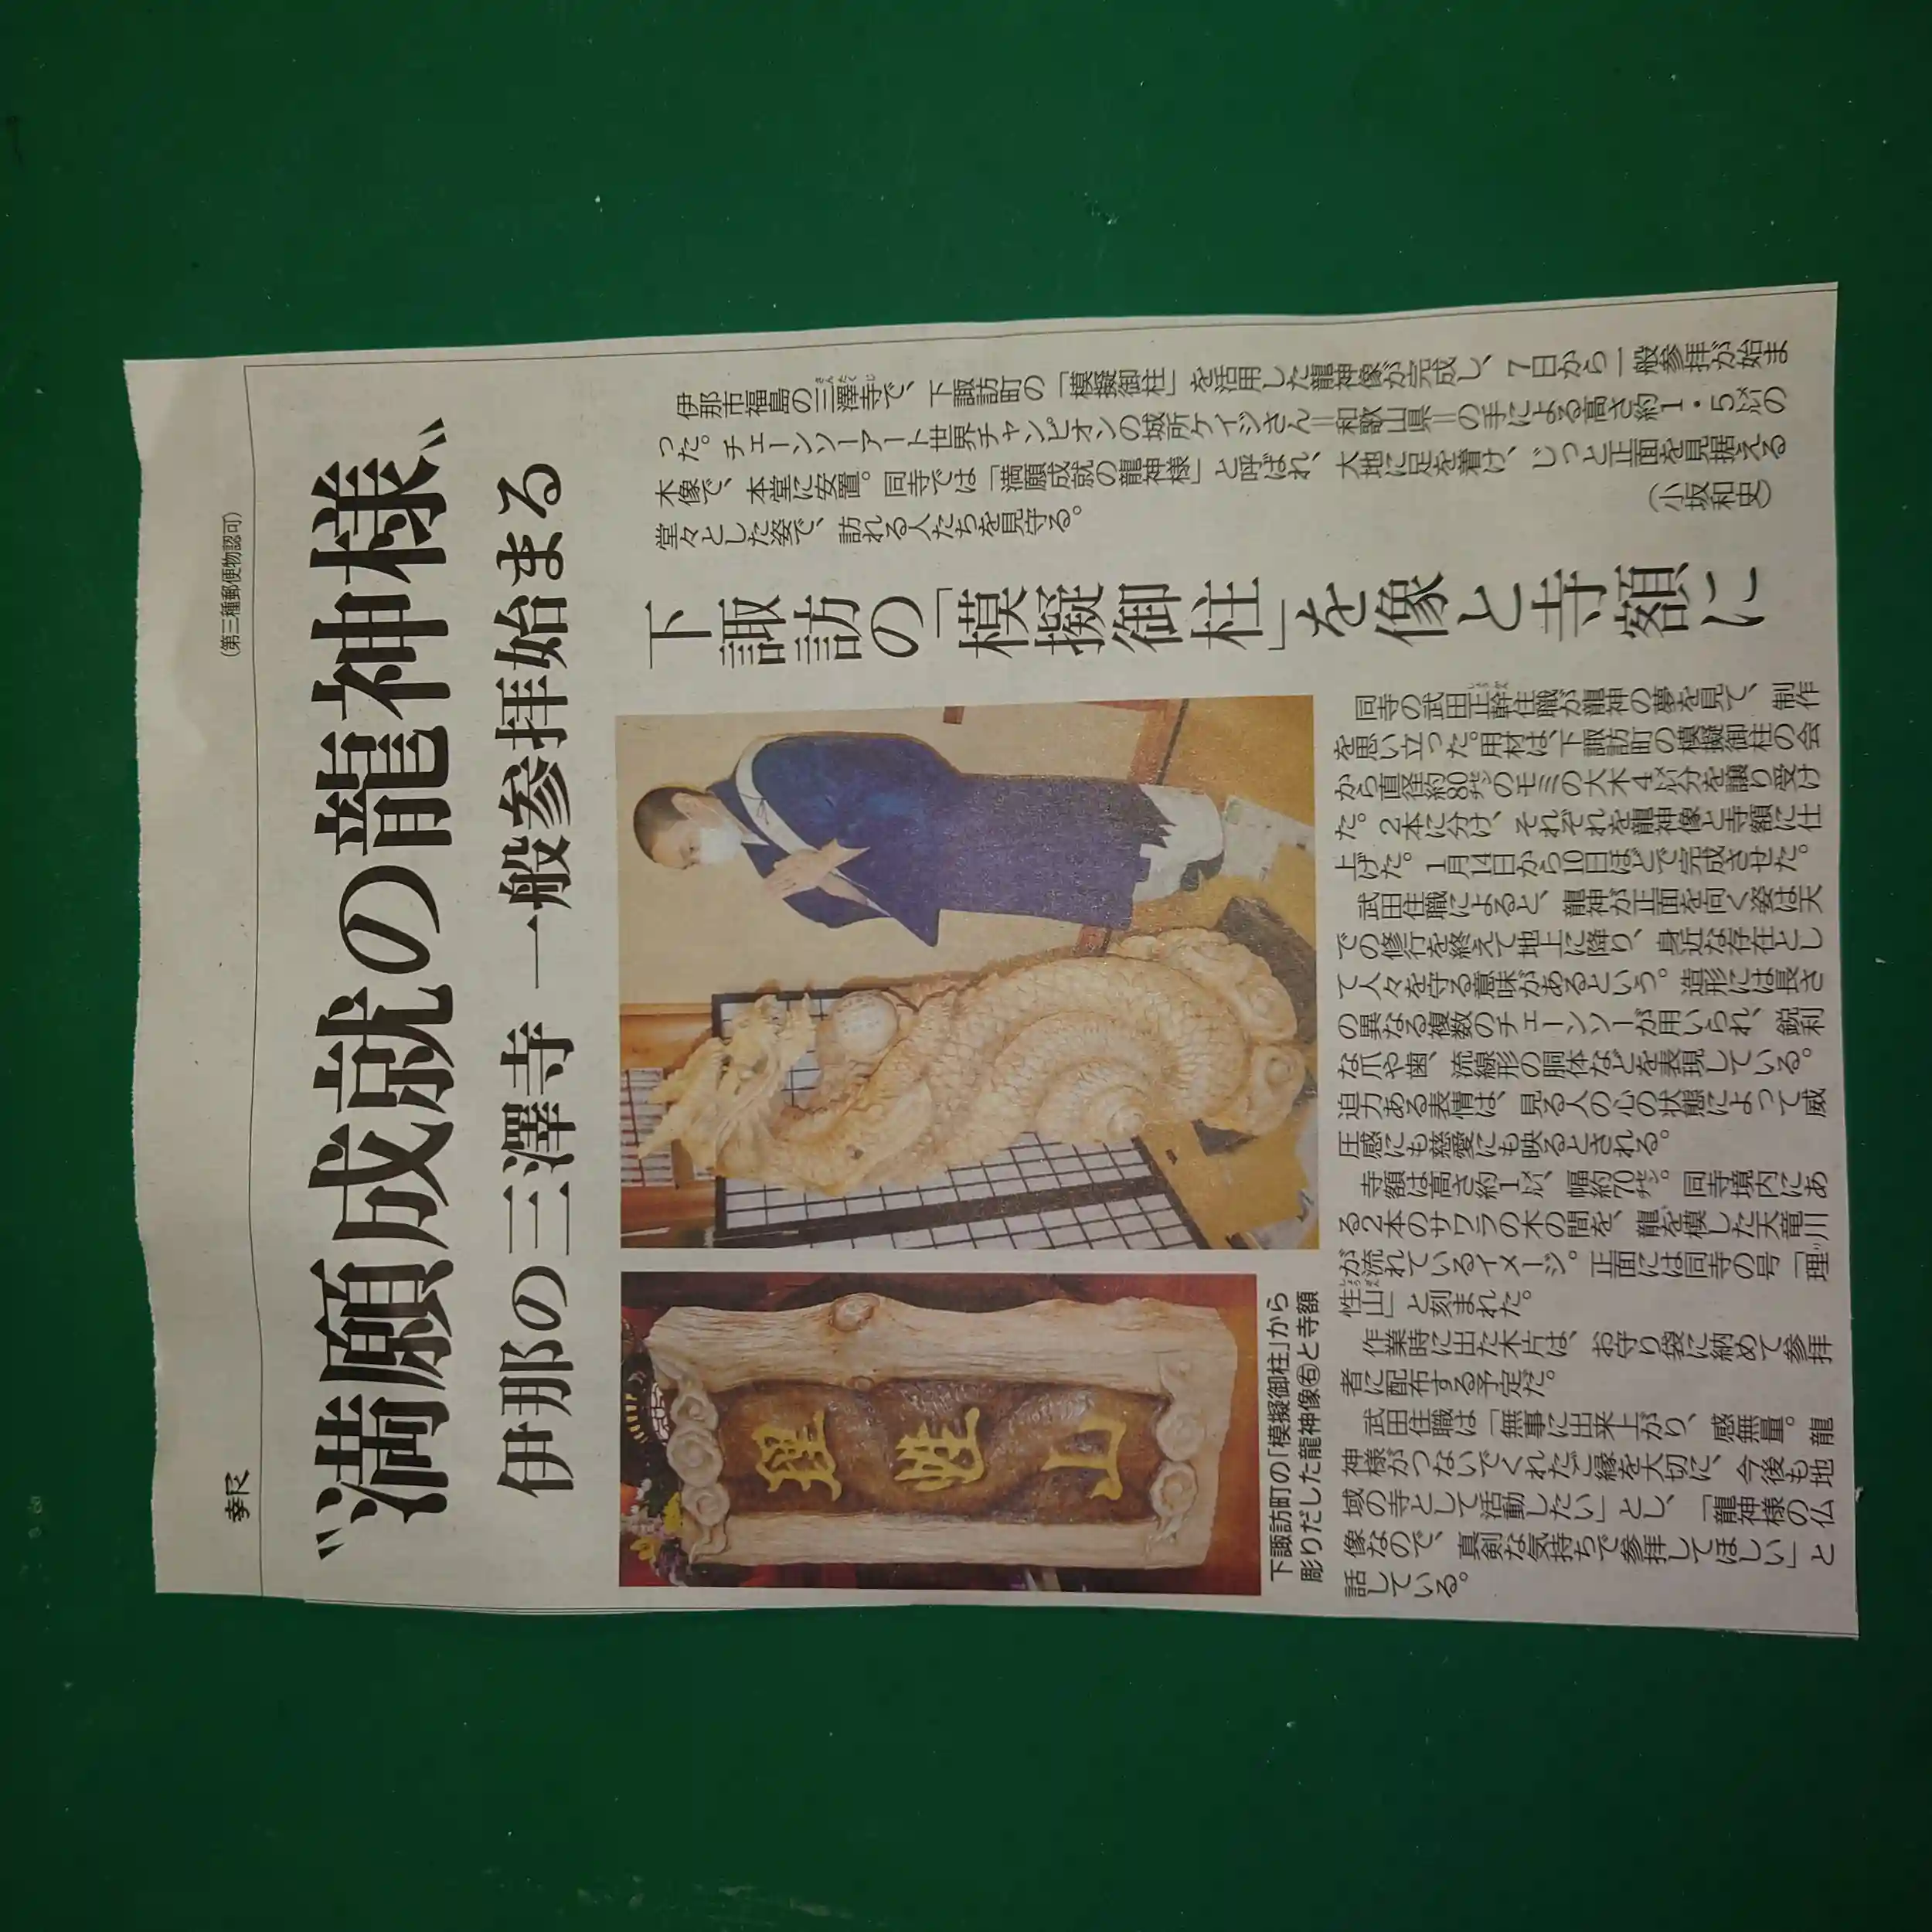 報
(第三種郵便物認可)
〝満願成就の龍神様〟
伊那の三澤寺 一般参拝始まる
伊那市福島の三澤寺で、下諏訪町の「模擬御柱」を活用した龍神像が完成し、7日から一般参拝が始ま
った。チェーンソーアート世界チャンピオンの城所ケイジさん=和歌山県=の手による高さ約1・5㍍の
木像で、本堂に安置。同寺では「満願成就の龍神様」と呼ばれ、大地に足を着け、じっと正面を見据える
堂々とした姿で、訪れる人たちを見守る。
(小坂和史)
下諏訪の「模擬御柱」を像と寺額に
同寺の武田正幹住職が龍神の夢を見て、制作
を思い立った。用材は、下諏訪町の模擬御柱の会
から直径約80㌢のモミの大木4㍍分を譲り受け
た。2本に分け、それぞれを龍神像と寺額に仕
上げた。1月14日から10日ほどで完成させた。
武田住職によると、龍神が正面を向く姿は天
での修行を終えて地上に降り、身近な存在とし
て人々を守る意味があるという。造形には長さ
の異なる複数のチェーンソーが用いられ、鋭利
な爪や歯、流線形の胴体などを表現している。
迫力ある表情は、見る人の心の状態によって威
圧感にも慈愛にも映るとされる。
寺額は高さ約1㍍、幅約70㌢。同寺境内にあ
る2本のサワラの木の間を、龍を模した天竜川
が流れているイメージ。正面には同寺の号「理
性山」と刻まれた。
作業時に出た木片は、お守り袋に納めて参拝
者に配布する予定だ。
武田住職は「無事に出来上がり、感無量。龍
神様がつないでくれたご縁を大切に、今後も地
域の寺として活動したい」とし、「龍神様の仏
像なので、真剣な気持ちで参拝してほしい」と
話している。
理性山
下諏訪町の「模擬御柱」から
彫りだした龍神像㊨と寺額